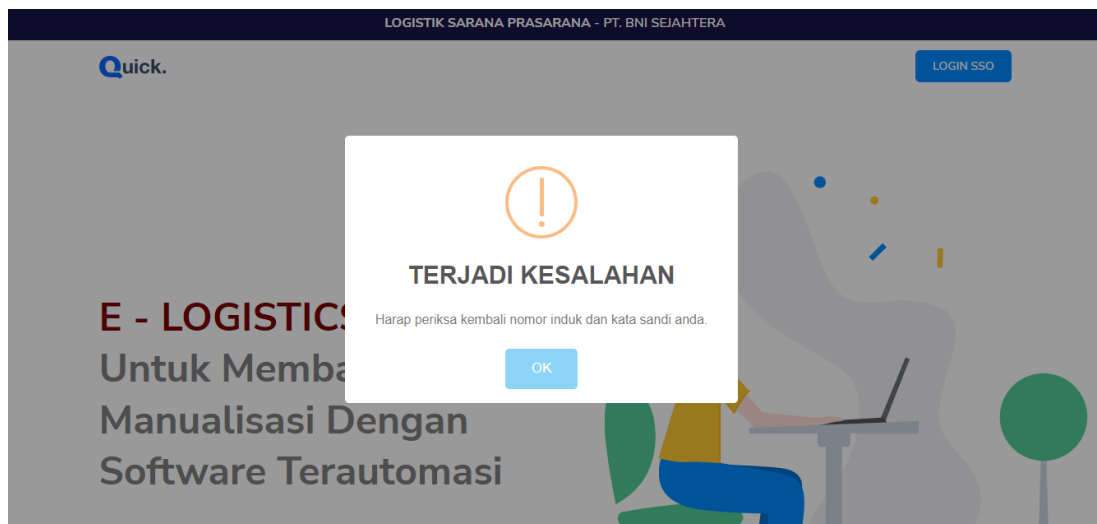 LOGISTIK SARANA PRASARANA - PT. BNI SEJAHTERA
Quick.
LOGIN SSO
TERJADI KESALAHAN
Harap periksa kembali nomor induk dan kata sandi anda.
OK
E - LOGISTICS
Untuk Memba
Manualisasi Dengan
Software Terautomasi